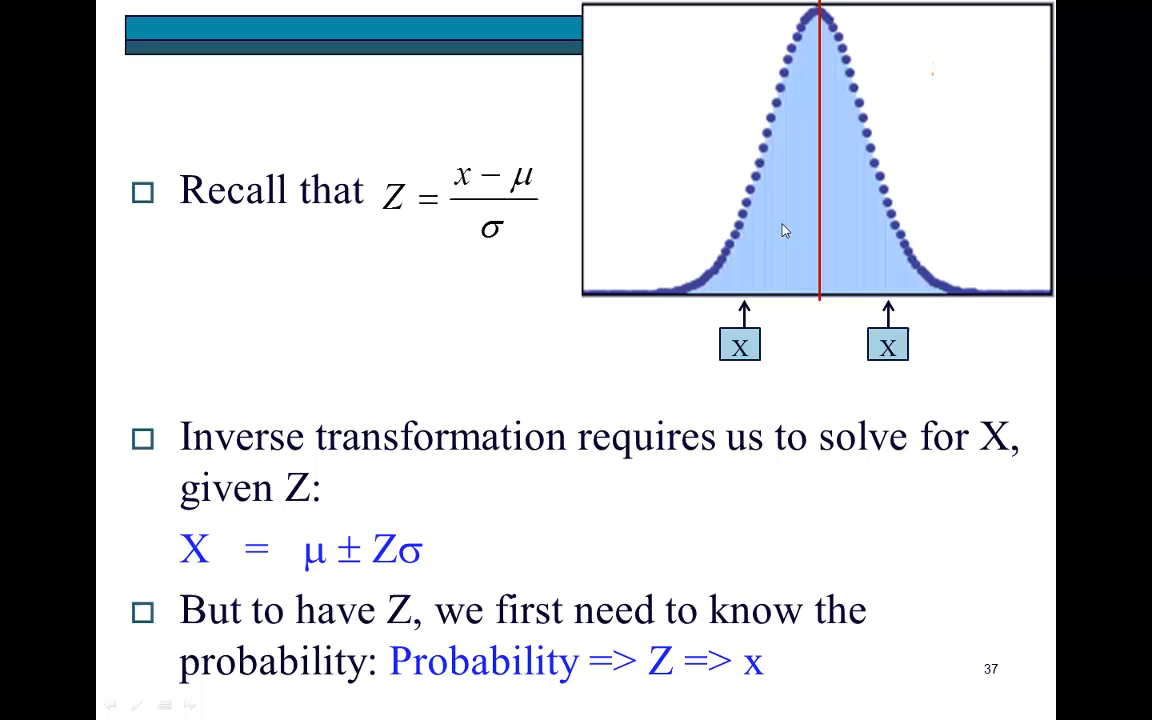 Recall that Z = x − μ / σ
X X
Inverse transformation requires us to solve for X,
given Z:
X = μ ± Zσ
But to have Z, we first need to know the
probability: Probability => Z => x
37